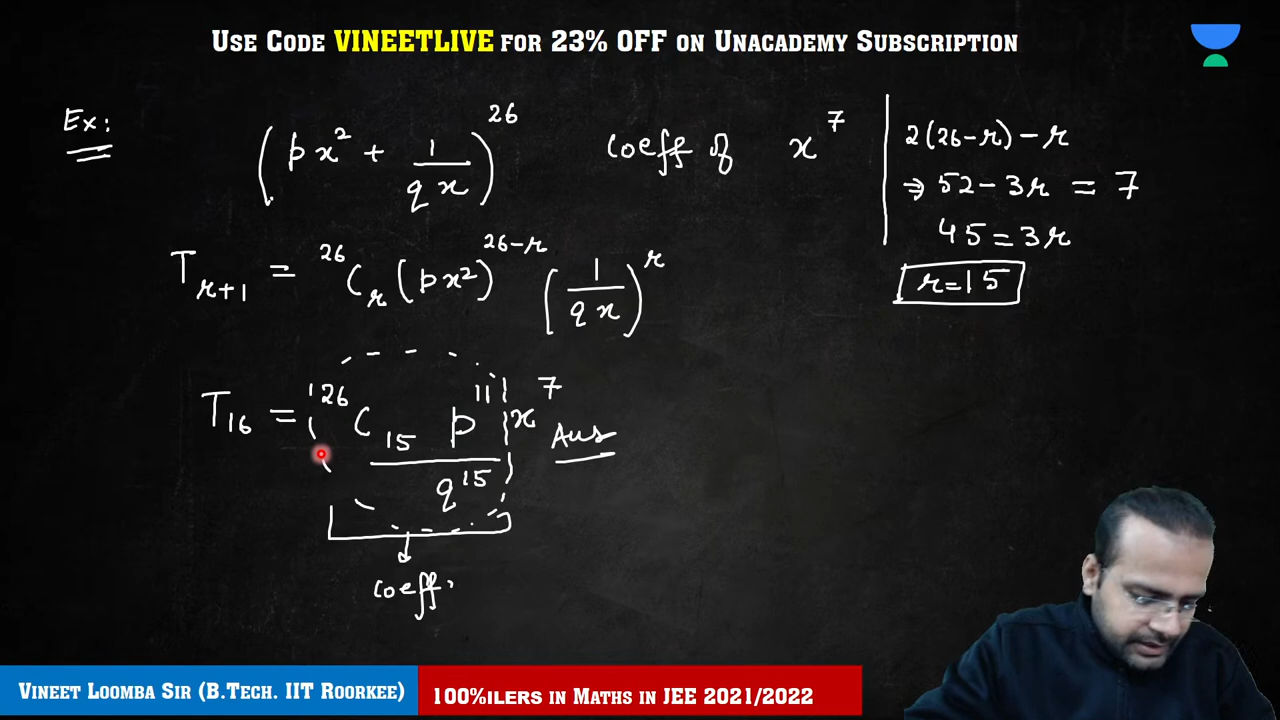 USE CODE VINEETLIVE FOR 23% OFF ON UNACADEMY SUBSCRIPTION
Ex:
(px² + 1/(qx))²⁶ coeff of x⁷
2(26-r)-r
⇒ 52-3r = 7
45=3r
r=15
T_{r+1} = ²⁶C_r (px²)^{26-r} (1/(qx))^r
T₁₆ = ²⁶C₁₅ p¹¹/q¹⁵ x⁷ Ans
coeff.
VINEET LOOMBA SIR (B.TECH. IIT ROORKEE)
100%ILERS IN MATHS IN JEE 2021/2022